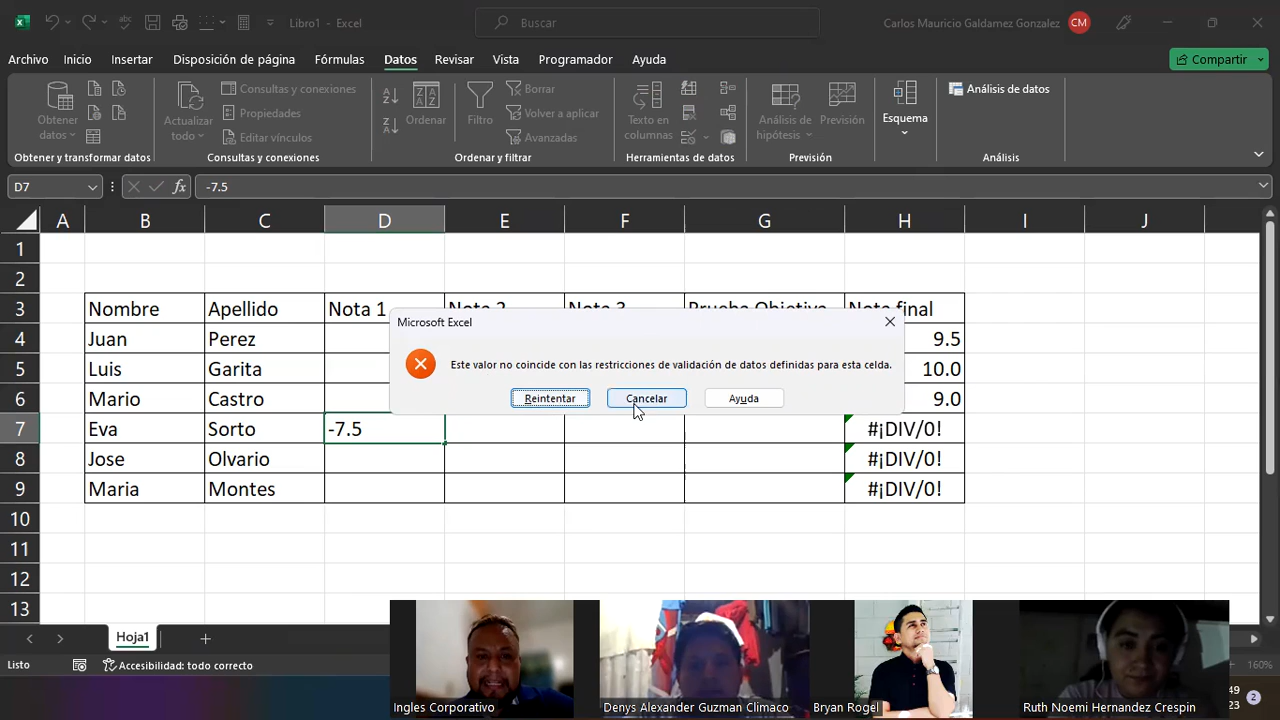 Libro1 - Excel
Buscar
Carlos Mauricio Galdamez Gonzalez
CM
Archivo Inicio Insertar Disposición de página Fórmulas Datos Revisar Vista Programador Ayuda
Compartir
Obtener datos
Obtener y transformar datos
Actualizar todo
Consultas y conexiones
Propiedades
Editar vínculos
Consultas y conexiones
Ordenar
Filtro
Borrar
Volver a aplicar
Avanzadas
Ordenar y filtrar
Texto en columnas
Herramientas de datos
Análisis de hipótesis
Previsión
Previsión
Esquema
Análisis de datos
Análisis
D7 fx -7.5
A B C D E F G H I J
1
2
3 Nombre Apellido Nota 1 Nota 2 Nota 3 Prueba Objetiva Nota final
4 Juan Perez 9.5
5 Luis Garita 10.0
6 Mario Castro 9.0
7 Eva Sorto -7.5 #¡DIV/0!
8 Jose Olvario #¡DIV/0!
9 Maria Montes #¡DIV/0!
10
11
12
13
Microsoft Excel
Este valor no coincide con las restricciones de validación de datos definidas para esta celda.
Reintentar Cancelar Ayuda
Hoja1
Listo
Accesibilidad: todo correcto
160%
49
23
2
Ingles Corporativo
Denys Alexander Guzman Climaco
Bryan Rogel
Ruth Noemi Hernandez Crespin